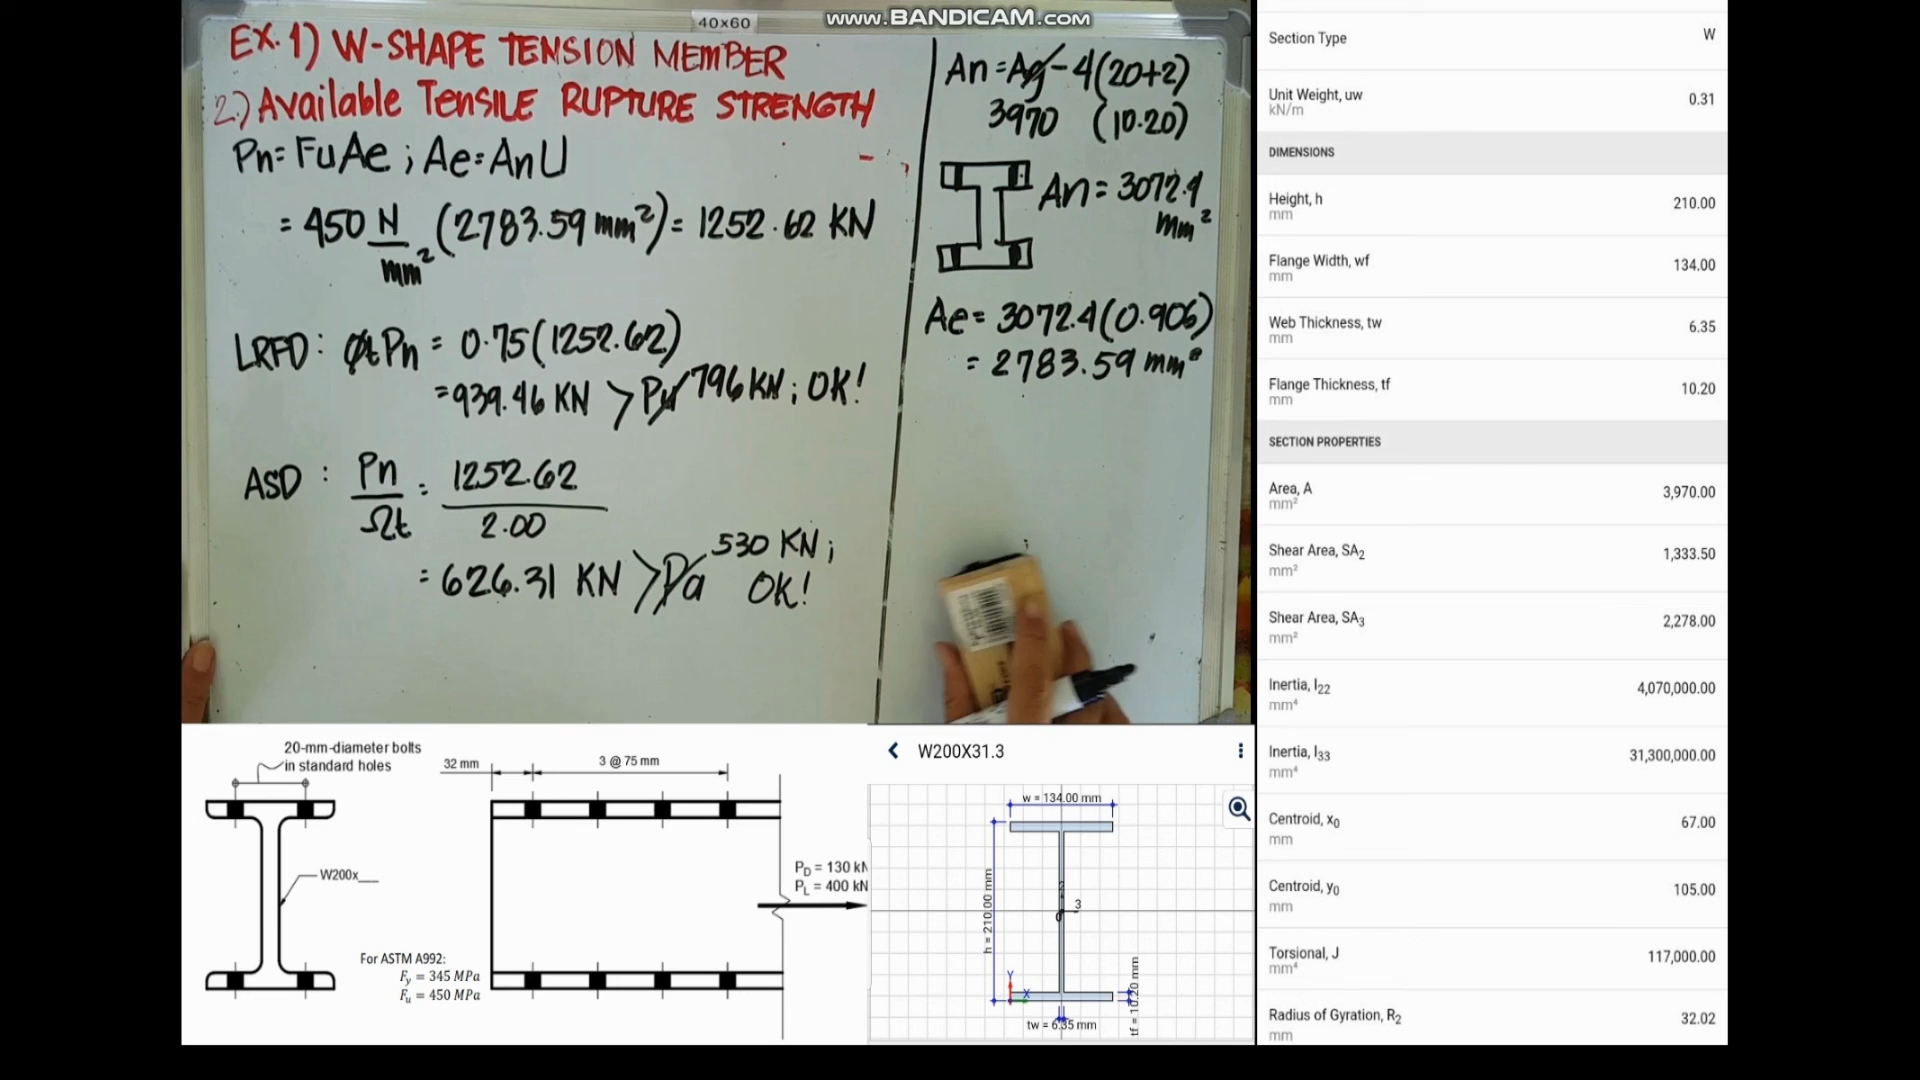 40x60
www.BANDICAM.com
EX. 1) W-SHAPE TENSION MEMBER
2.) Available TENSILE RUPTURE STRENGTH
Pn = FuAe ; Ae = AnU
= 450 N/mm² (2783.59 mm²) = 1252.62 KN
LRFD : ϕtPn = 0.75(1252.62)
= 939.46 KN > Pu 796 KN ; OK!
ASD : Pn/Ωt = 1252.62/2.00
= 626.31 KN > Pa 530 KN ;
OK!
An = Ag - 4(20+2)
3970 (10.20)
An = 3072.4
mm²
Ae = 3072.4(0.906)
= 2783.59 mm²
20-mm-diameter bolts
in standard holes
W200x___
For ASTM A992:
Fy = 345 MPa
Fu = 450 MPa
32 mm
3 @ 75 mm
PD = 130 kN
PL = 400 kN
W200X31.3
w = 134.00 mm
h = 210.00 mm
2
3
0
Y
X
tw = 6.35 mm
tf = 10.20 mm
Section Type W
Unit Weight, uw 0.31
kN/m
DIMENSIONS
Height, h 210.00
mm
Flange Width, wf 134.00
mm
Web Thickness, tw 6.35
mm
Flange Thickness, tf 10.20
mm
SECTION PROPERTIES
Area, A 3,970.00
mm²
Shear Area, SA2 1,333.50
mm²
Shear Area, SA3 2,278.00
mm²
Inertia, I22 4,070,000.00
mm⁴
Inertia, I33 31,300,000.00
mm⁴
Centroid, x0 67.00
mm
Centroid, y0 105.00
mm
Torsional, J 117,000.00
mm⁴
Radius of Gyration, R2 32.02
mm